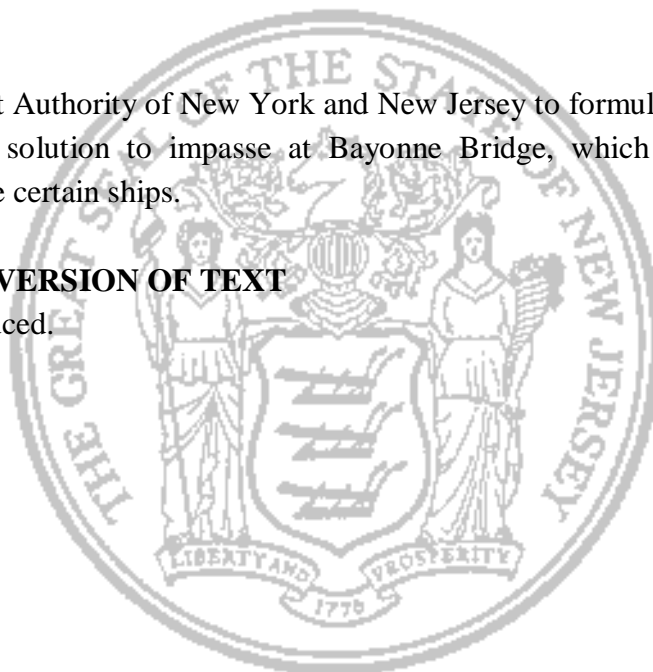 t Authority of New York and New Jersey to formul
solution to impasse at Bayonne Bridge, which
e certain ships.
VERSION OF TEXT
ced.
THE GREAT SEAL OF THE STATE OF NEW JERSEY
LIBERTY AND PROSPERITY
1776